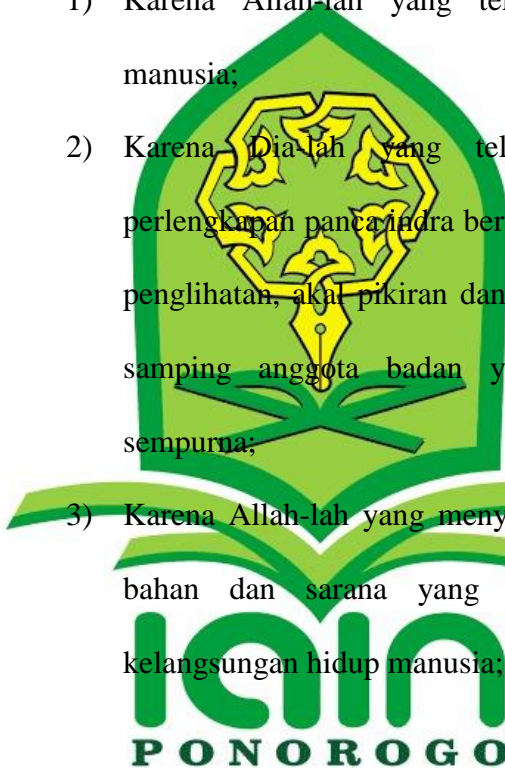 1) Karena Allah-lah yang tel
manusia;
2) Karena Dia-lah yang tel
perlengkapan panca indra ber
penglihatan, akal pikiran dan
samping anggota badan y
sempurna;
3) Karena Allah-lah yang meny
bahan dan sarana yang
kelangsungan hidup manusia;
iain
PONOROGO